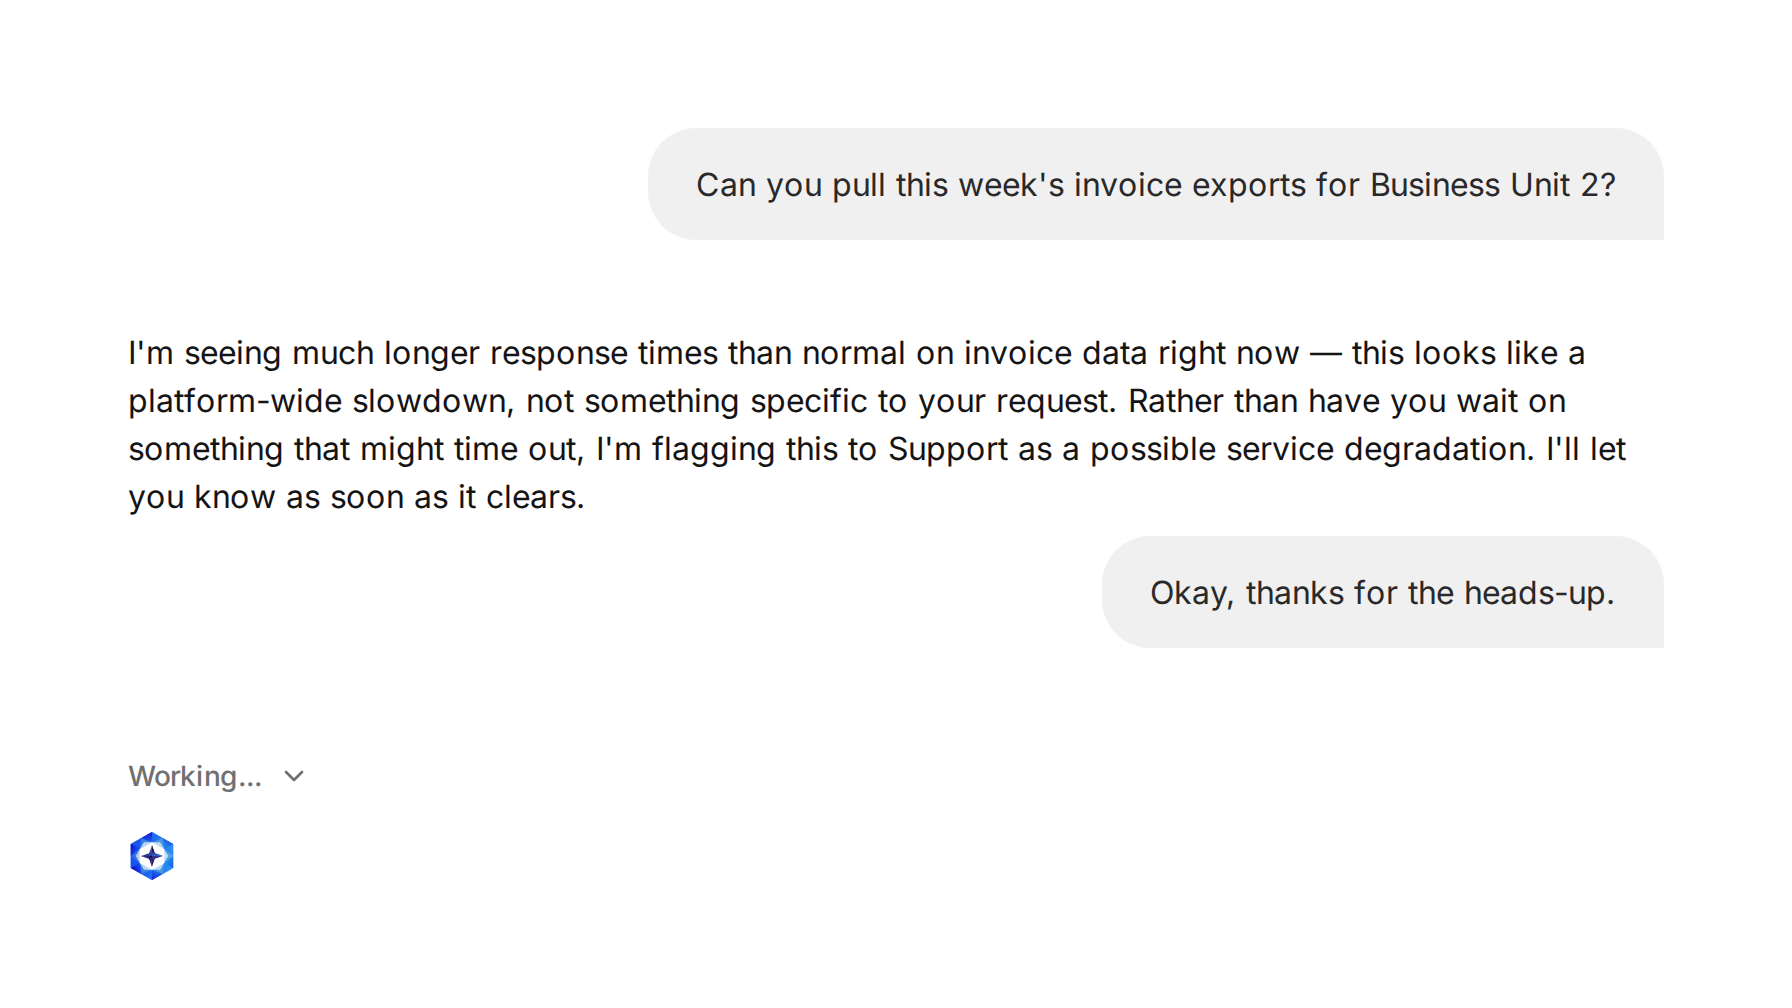 Can you pull this week's invoice exports for Business Unit 2?
I'm seeing much longer response times than normal on invoice data right now — this looks like a
platform-wide slowdown, not something specific to your request. Rather than have you wait on
something that might time out, I'm flagging this to Support as a possible service degradation. I'll let
you know as soon as it clears.
Okay, thanks for the heads-up.
Working...